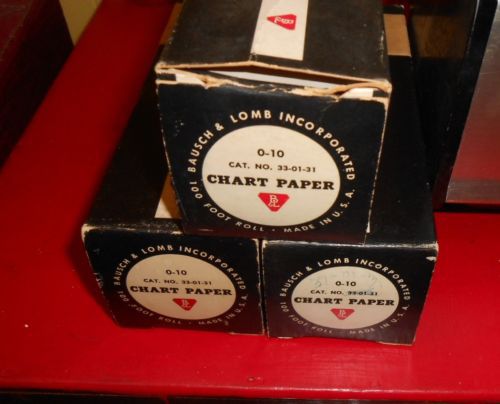 B&L
BAUSCH & LOMB INCORPORATED
0-10
CAT. NO. 33-01-31
CHART PAPER
B&L
100 FOOT ROLL · MADE IN U.S.A.
BAUSCH & LOMB INCORPORATED
0-10
CAT. NO. 33-01-31
CHART PAPER
B&L
100 FOOT ROLL · MADE IN U.S.A.
BAUSCH & LOMB INCORPORATED
0-10
CAT. NO. 33-01-31
CHART PAPER
B&L
100 FOOT ROLL · MADE IN U.S.A.